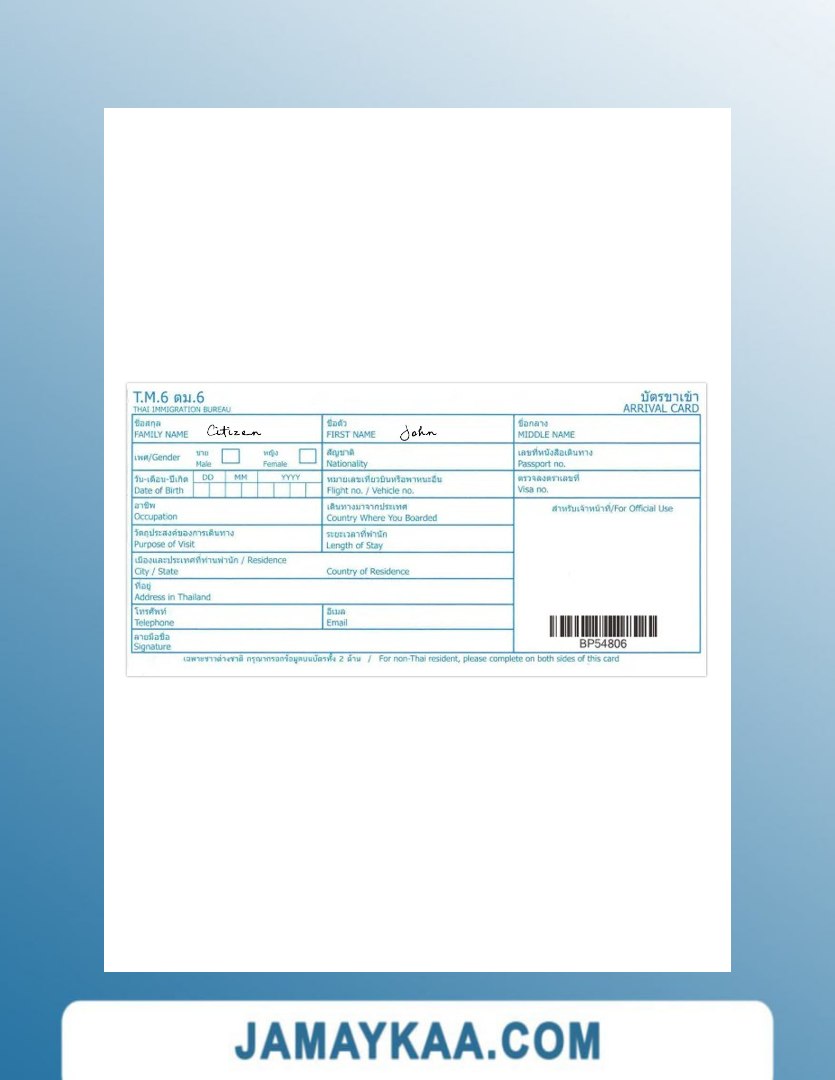 T.M.6 ตม.6
THAI IMMIGRATION BUREAU
บัตรขาเข้า
ARRIVAL CARD
ชื่อสกุล
FAMILY NAME Citizen
ชื่อตัว
FIRST NAME John
ชื่อกลาง
MIDDLE NAME
เพศ/Gender
ชาย
Male
หญิง
Female
สัญชาติ
Nationality
เลขที่หนังสือเดินทาง
Passport no.
วัน-เดือน-ปีเกิด
Date of Birth
DD MM YYYY
หมายเลขเที่ยวบินหรือพาหนะอื่น
Flight no. / Vehicle no.
ตรวจลงตราเลขที่
Visa no.
อาชีพ
Occupation
เดินทางมาจากประเทศ
Country Where You Boarded
สำหรับเจ้าหน้าที่/For Official Use
วัตถุประสงค์ของการเดินทาง
Purpose of Visit
ระยะเวลาที่พำนัก
Length of Stay
เมืองและประเทศที่ท่านพำนัก / Residence
City / State
Country of Residence
ที่อยู่
Address in Thailand
โทรศัพท์
Telephone
อีเมล
Email
ลายมือชื่อ
Signature
BP54806
เฉพาะชาวต่างชาติ กรุณากรอกข้อมูลบนบัตรทั้ง 2 ด้าน / For non-Thai resident, please complete on both sides of this card
JAMAYKAA.COM